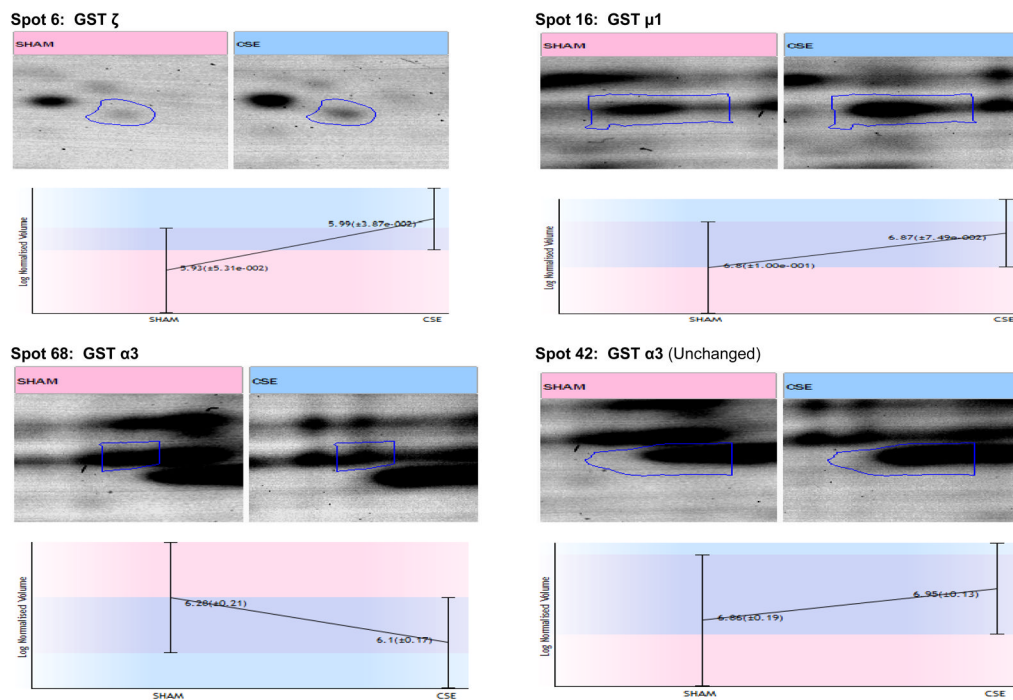 Spot 6: GST ζ
SHAM
CSE
Log Normalised Volume
5.93(±5.31e-002)
5.99(±3.87e-002)
SHAM
CSE
Spot 16: GST μ1
SHAM
CSE
Log Normalised Volume
6.8(±1.00e-001)
6.87(±7.49e-002)
SHAM
CSE
Spot 68: GST α3
SHAM
CSE
Log Normalised Volume
6.28(±0.21)
6.1(±0.17)
SHAM
CSE
Spot 42: GST α3 (Unchanged)
SHAM
CSE
Log Normalised Volume
6.86(±0.19)
6.95(±0.13)
SHAM
CSE